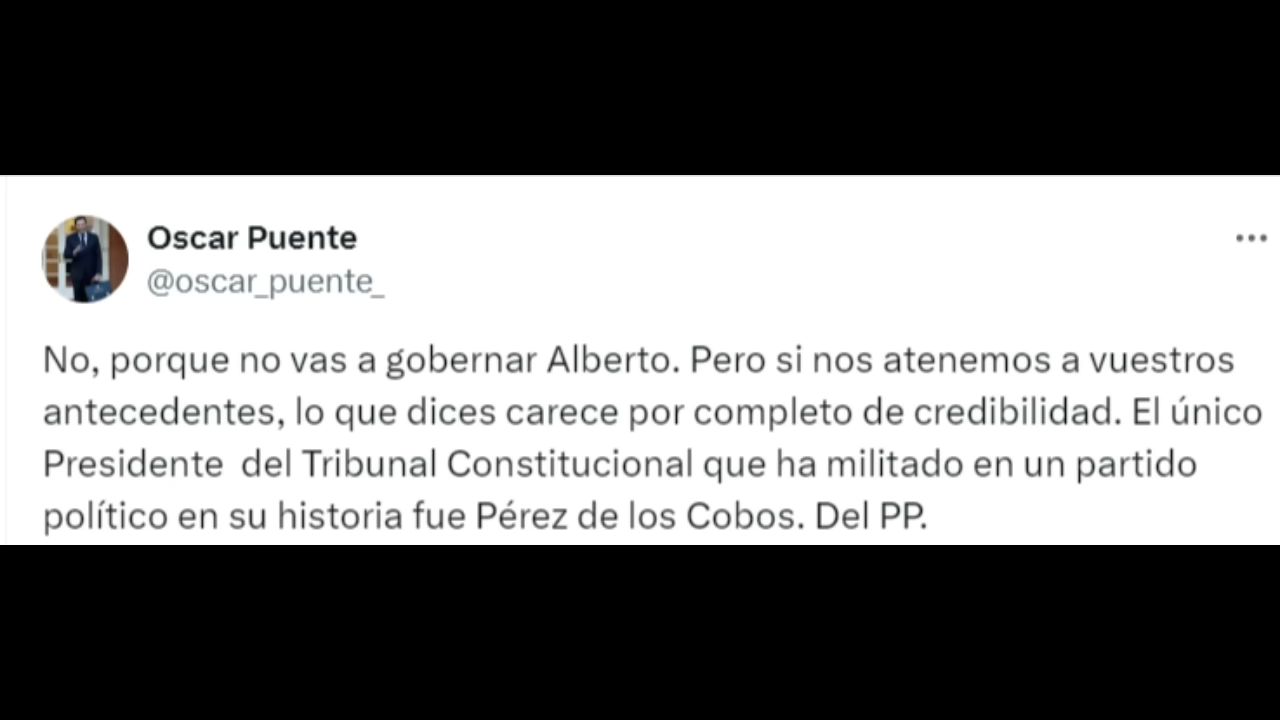 Oscar Puente
@oscar_puente_
No, porque no vas a gobernar Alberto. Pero si nos atenemos a vuestros
antecedentes, lo que dices carece por completo de credibilidad. El único
Presidente  del Tribunal Constitucional que ha militado en un partido
político en su historia fue Pérez de los Cobos. Del PP.